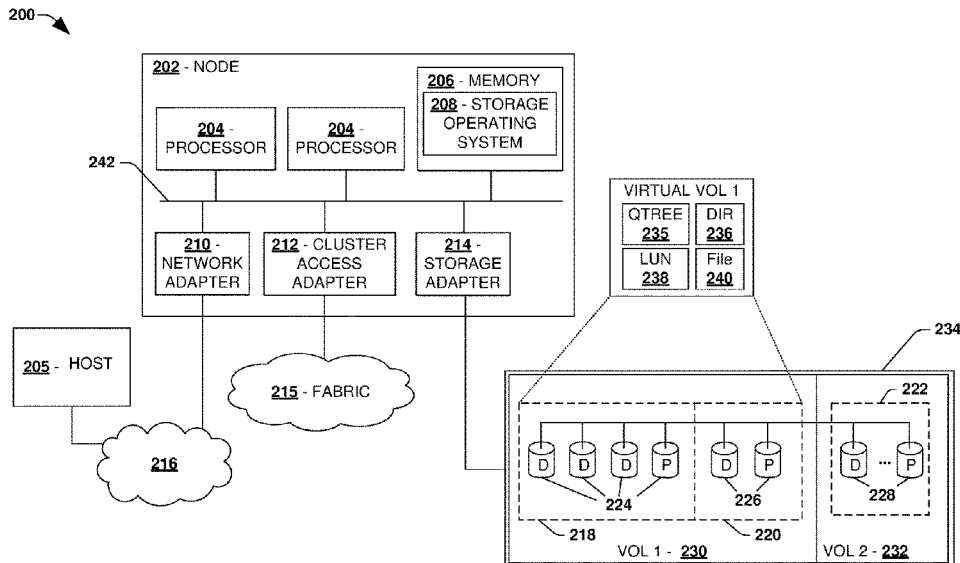 200
202 - NODE
206 - MEMORY
208 - STORAGE
OPERATING
SYSTEM
204 -
PROCESSOR
204 -
PROCESSOR
242
210 -
NETWORK
ADAPTER
212 - CLUSTER
ACCESS
ADAPTER
214 -
STORAGE
ADAPTER
VIRTUAL VOL 1
QTREE
235
DIR
236
LUN
238
File
240
205 - HOST
215 - FABRIC
216
234
222
D D D P D P D ... P
224
226
228
218
220
VOL 1 - 230
VOL 2 - 232